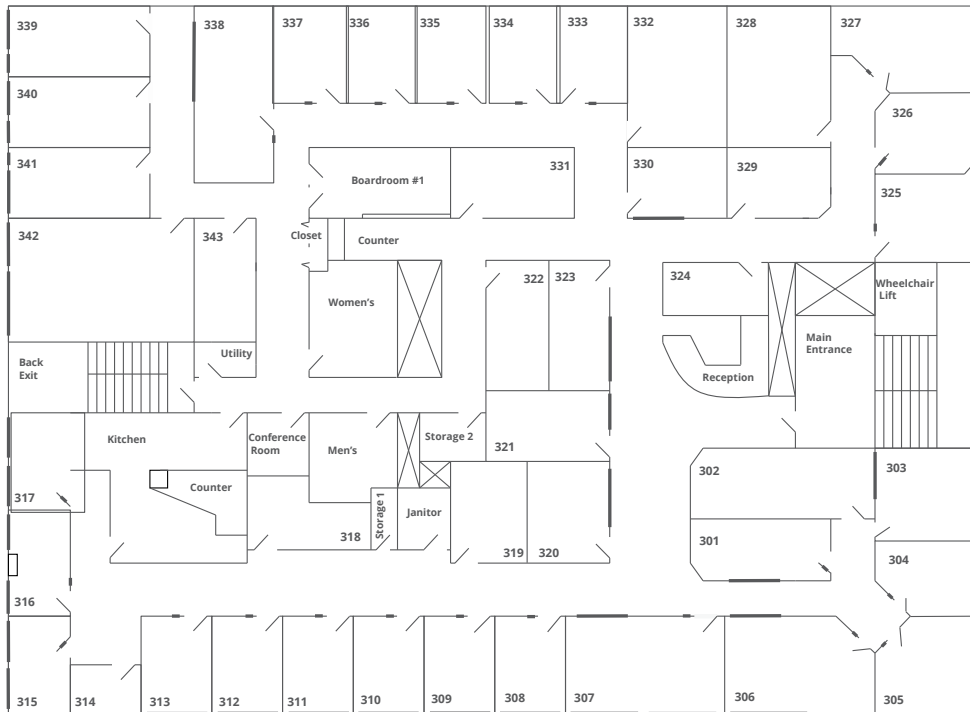 339
338
337
336
335
334
333
332
328
327
340
326
341
331
330
329
Boardroom #1
325
342
343
Closet
Counter
322
323
324
Wheelchair
Lift
Women's
Main
Entrance
Back
Exit
Utility
Reception
Kitchen
Conference
Room
Men's
Storage 2
321
302
303
317
Counter
Storage 1
Janitor
318
319
320
301
304
316
315
314
313
312
311
310
309
308
307
306
305